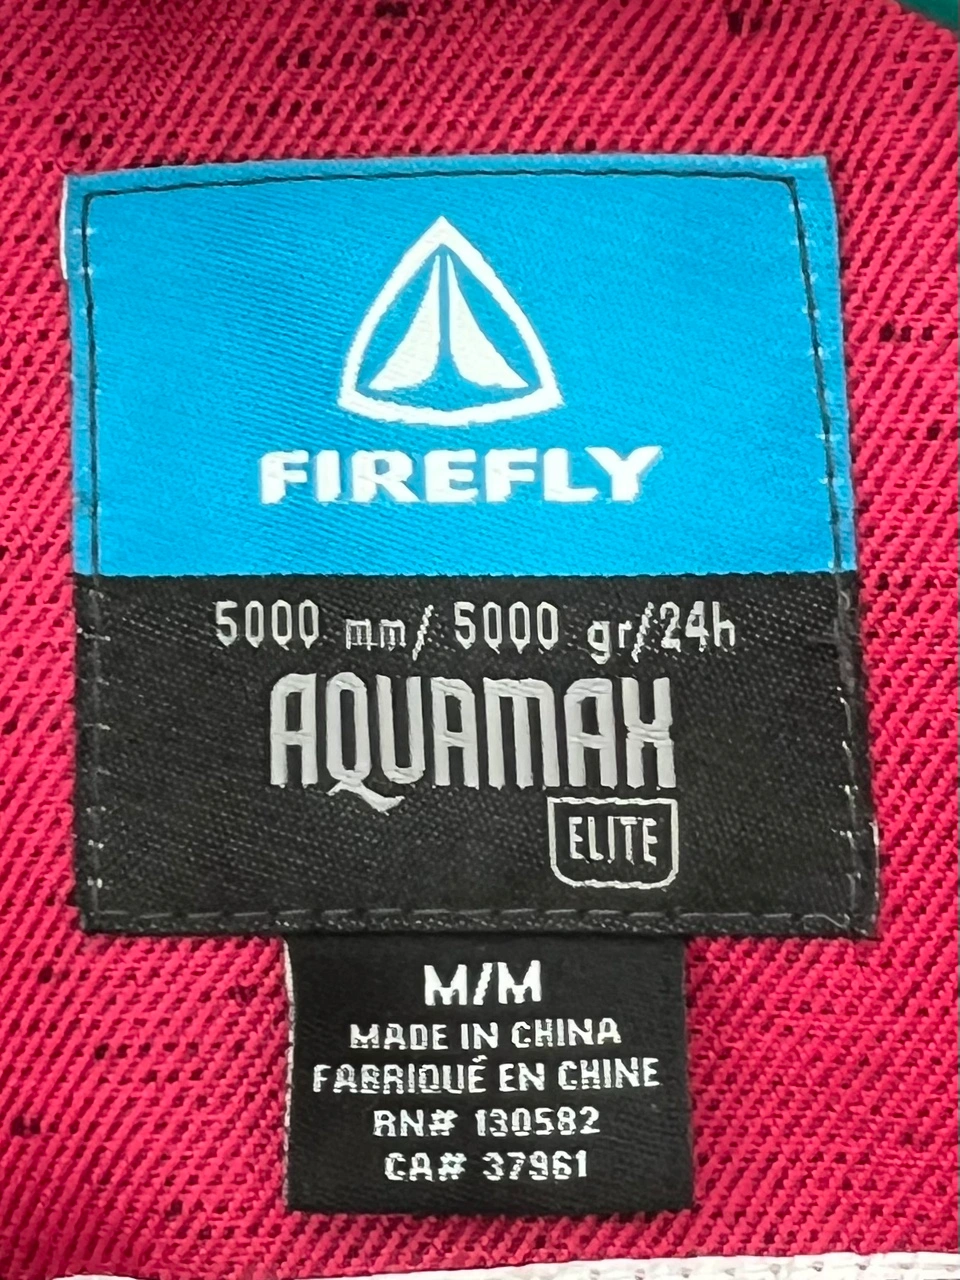 FIREFLY
5000 mm/ 5000 gr/24h
AQUAMAX
ELITE
M/M
MADE IN CHINA
FABRIQUÉ EN CHINE
RN# 130582
CA# 37961